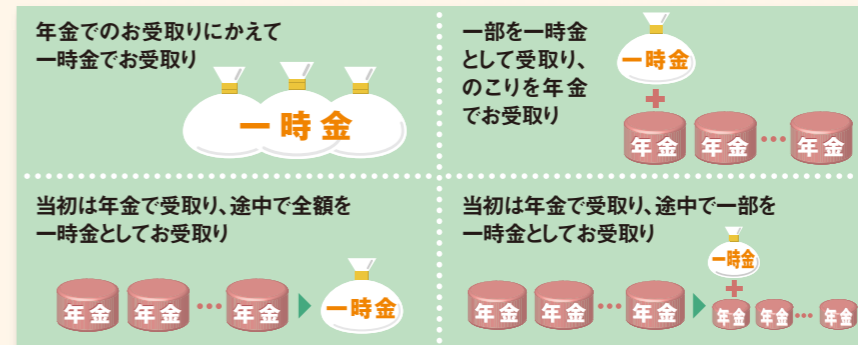 年金でのお受取りにかえて
一時金でお受取り
一時金
一部を一時金
として受取り、
のこりを年金
でお受取り
一時金
+
年金 年金 … 年金
当初は年金で受取り、途中で全額を
一時金としてお受取り
年金 年金 … 年金 一時金
当初は年金で受取り、途中で一部を
一時金としてお受取り
一時金
+
年金 年金 … 年金 年金 年金 … 年金